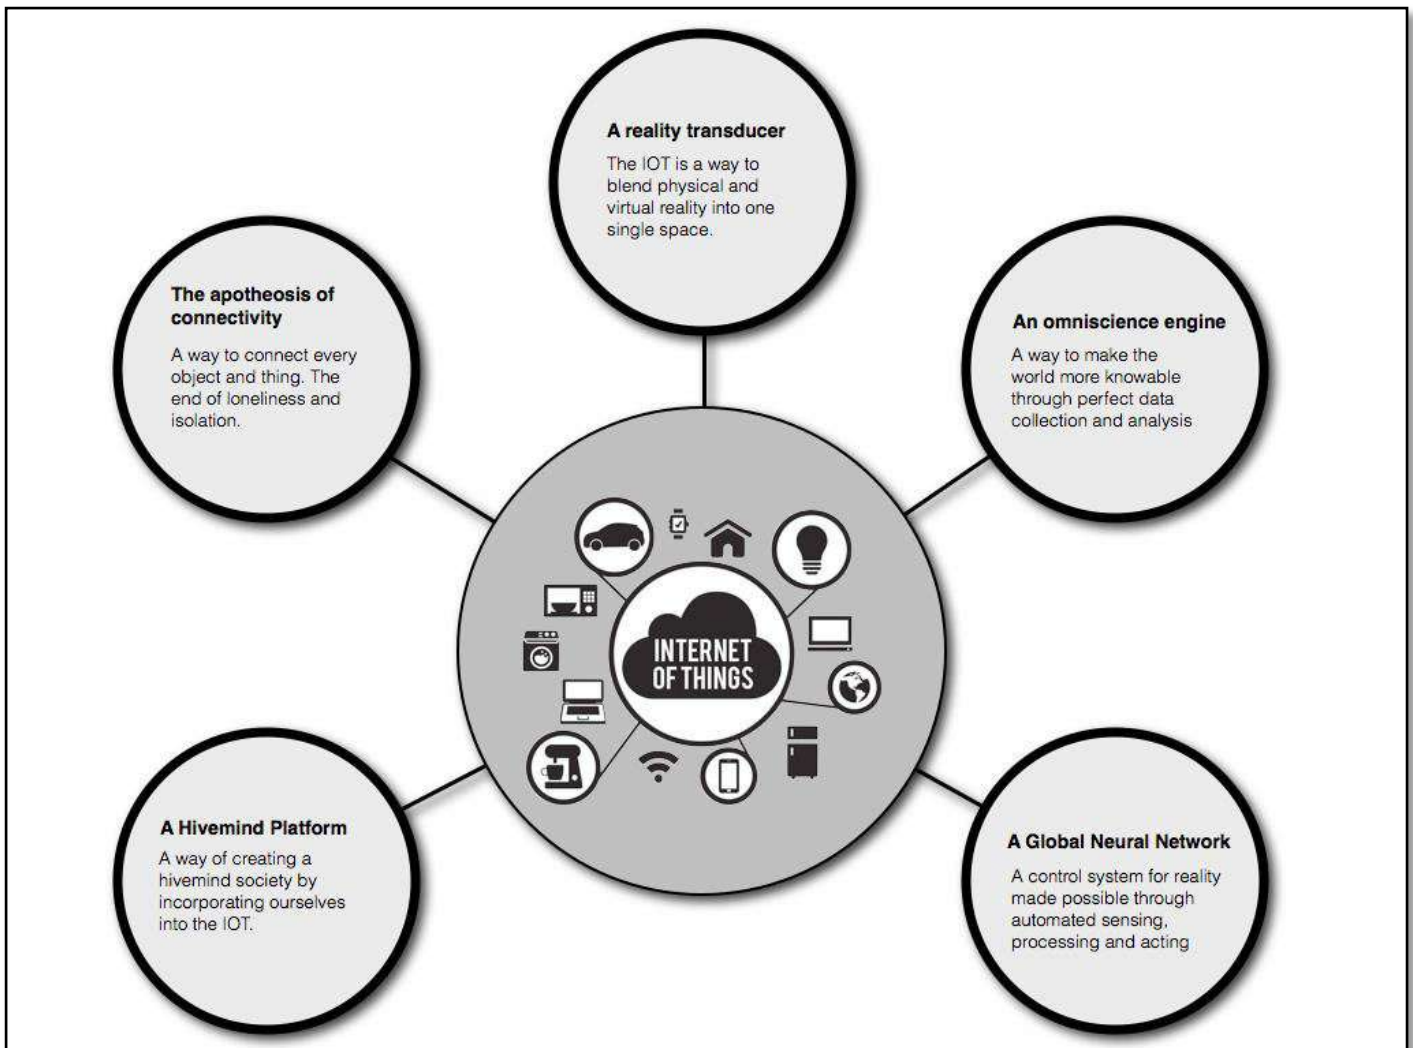 A reality transducer
The IOT is a way to
blend physical and
virtual reality into one
single space.
The apotheosis of
connectivity
A way to connect every
object and thing. The
end of loneliness and
isolation.
An omniscience engine
A way to make the
world more knowable
through perfect data
collection and analysis
INTERNET
OF THINGS
A Hivemind Platform
A way of creating a
hivemind society by
incorporating ourselves
into the IOT.
A Global Neural Network
A control system for reality
made possible through
automated sensing,
processing and acting